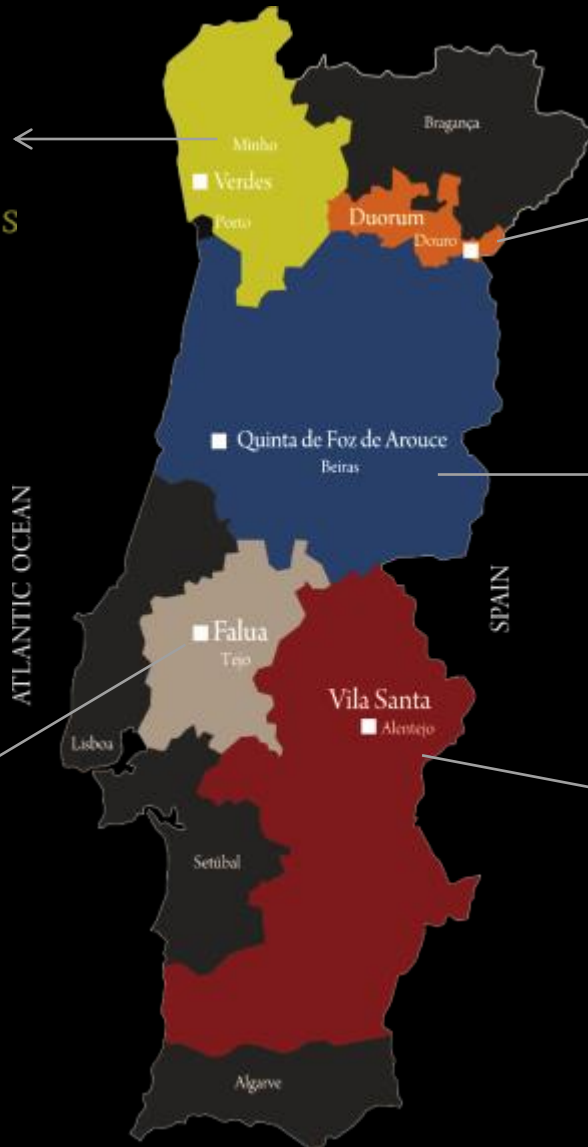 Bragança
Minho
Verdes
S
Porto
Duorum
Douro
Quinta de Foz de Arouce
Beiras
ATLANTIC OCEAN
SPAIN
Falua
Tejo
Vila Santa
Alentejo
Lisboa
Setúbal
Algarve